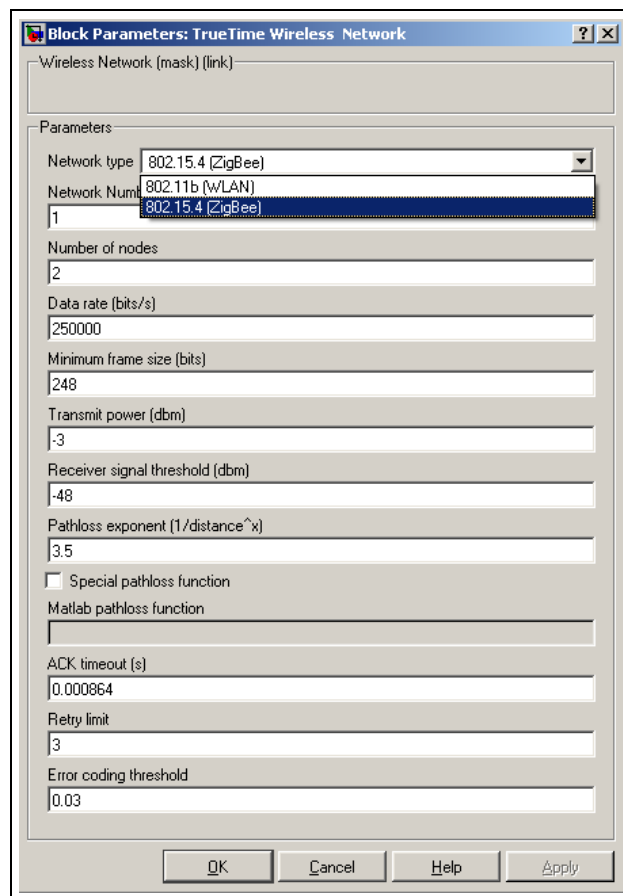 Block Parameters: TrueTime Wireless Network
Wireless Network (mask) (link)
Parameters
Network type 802.15.4 (ZigBee)
802.11b (WLAN)
802.15.4 (ZigBee)
Network Num
1
Number of nodes
2
Data rate (bits/s)
250000
Minimum frame size (bits)
248
Transmit power (dbm)
-3
Receiver signal threshold (dbm)
-48
Pathloss exponent (1/distance^x)
3.5
Special pathloss function
Matlab pathloss function
ACK timeout (s)
0.000864
Retry limit
3
Error coding threshold
0.03
OK Cancel Help Apply